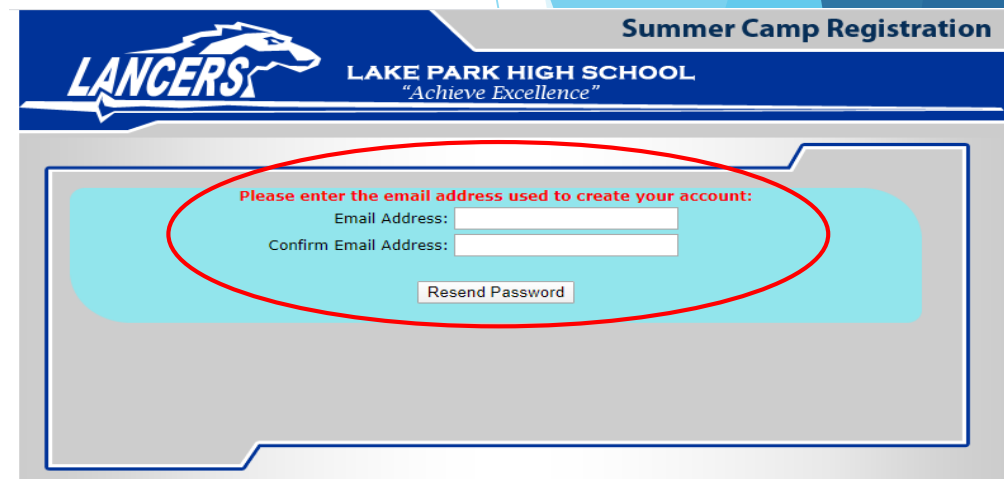 Summer Camp Registration
LANCERS
LAKE PARK HIGH SCHOOL
"Achieve Excellence"
Please enter the email address used to create your account:
Email Address:
Confirm Email Address:
Resend Password